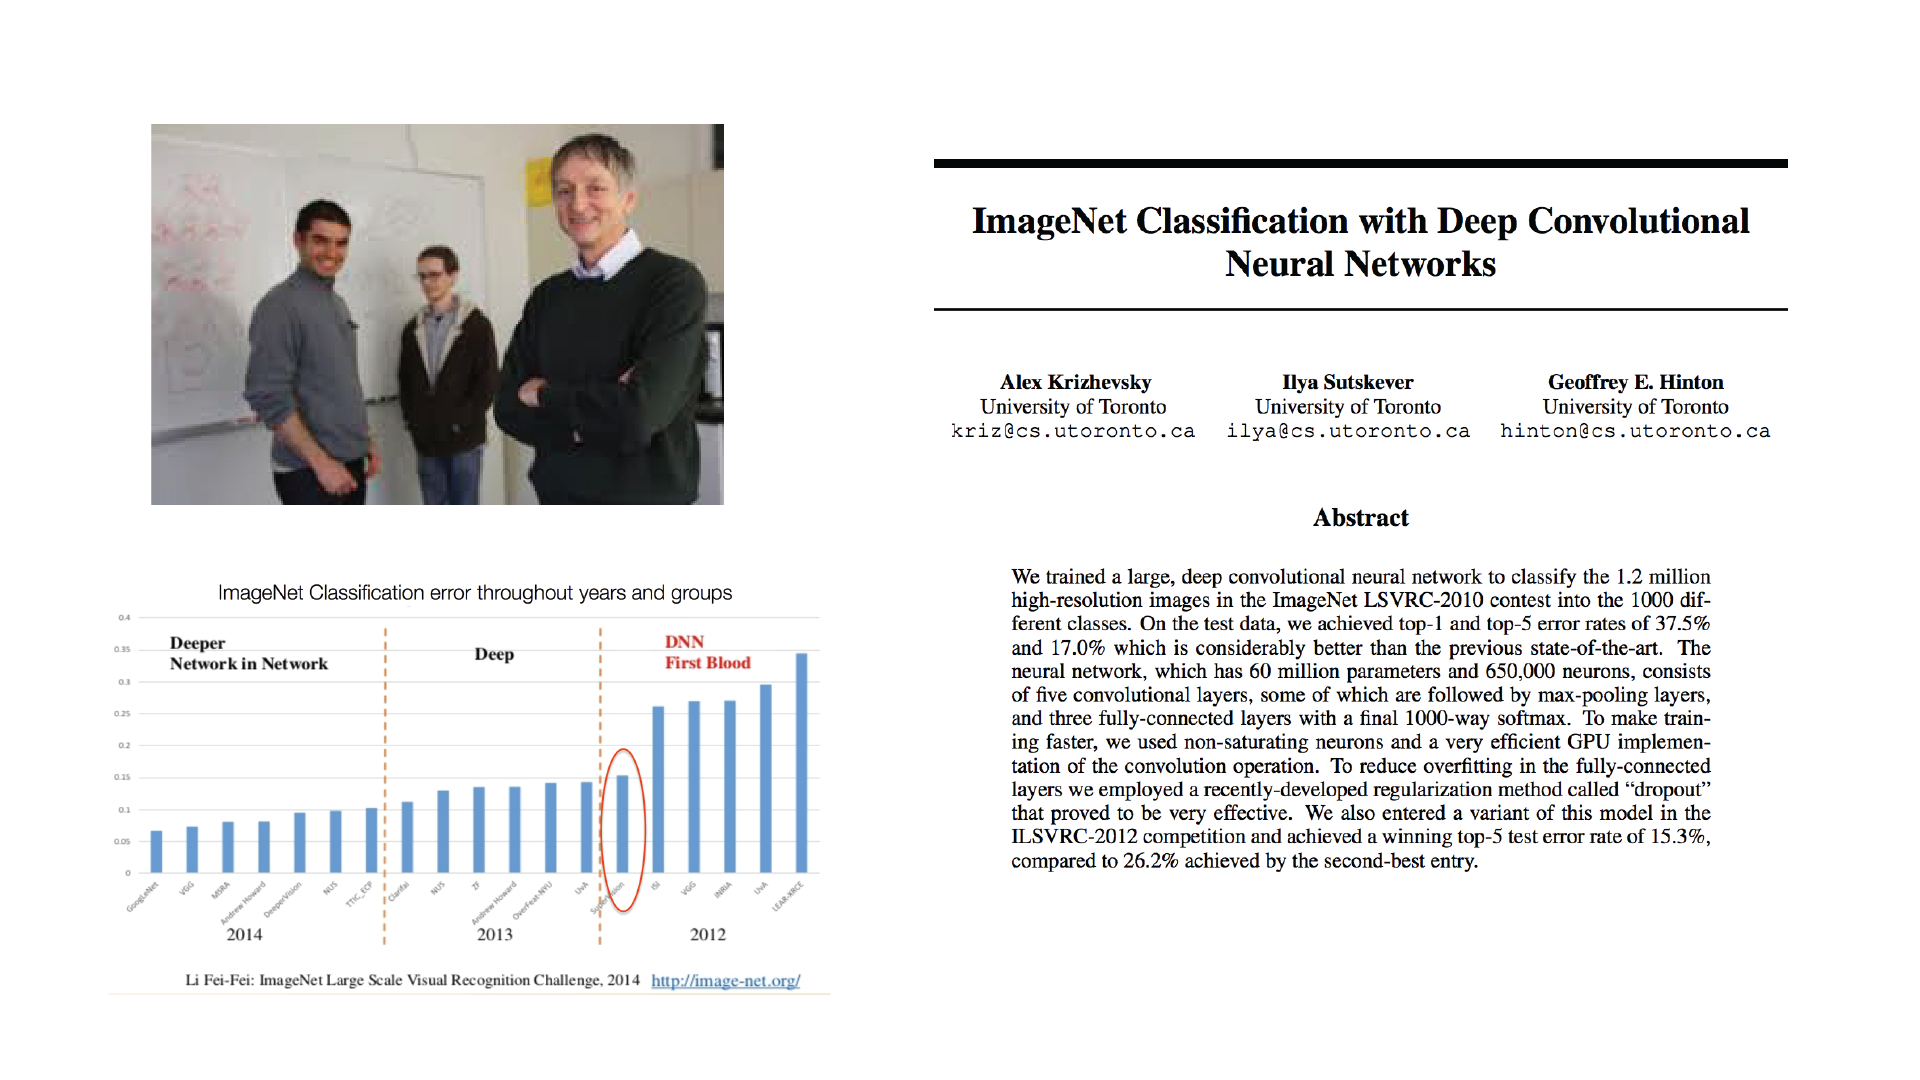 ImageNet Classification error throughout years and groups
0.4
0.35
0.3
0.25
0.2
0.15
0.1
0.05
0
Deeper
Network in Network
Deep
DNN
First Blood
GoogLeNet
VGG
MSRA
Andrew Howard
DeeperVision
NUS
TTIC_ECP
Clarifai
NUS
ZF
Andrew Howard
OverFeat-NYU
UvA
SuperVision
ISI
VGG
INRIA
UvA
LEAR-XRCE
2014
2013
2012
Li Fei-Fei: ImageNet Large Scale Visual Recognition Challenge, 2014 http://image-net.org/
ImageNet Classification with Deep Convolutional
Neural Networks
Alex Krizhevsky
University of Toronto
kriz@cs.utoronto.ca
Ilya Sutskever
University of Toronto
ilya@cs.utoronto.ca
Geoffrey E. Hinton
University of Toronto
hinton@cs.utoronto.ca
Abstract
We trained a large, deep convolutional neural network to classify the 1.2 million
high-resolution images in the ImageNet LSVRC-2010 contest into the 1000 dif-
ferent classes. On the test data, we achieved top-1 and top-5 error rates of 37.5%
and 17.0% which is considerably better than the previous state-of-the-art. The
neural network, which has 60 million parameters and 650,000 neurons, consists
of five convolutional layers, some of which are followed by max-pooling layers,
and three fully-connected layers with a final 1000-way softmax. To make train-
ing faster, we used non-saturating neurons and a very efficient GPU implemen-
tation of the convolution operation. To reduce overfitting in the fully-connected
layers we employed a recently-developed regularization method called “dropout”
that proved to be very effective. We also entered a variant of this model in the
ILSVRC-2012 competition and achieved a winning top-5 test error rate of 15.3%,
compared to 26.2% achieved by the second-best entry.